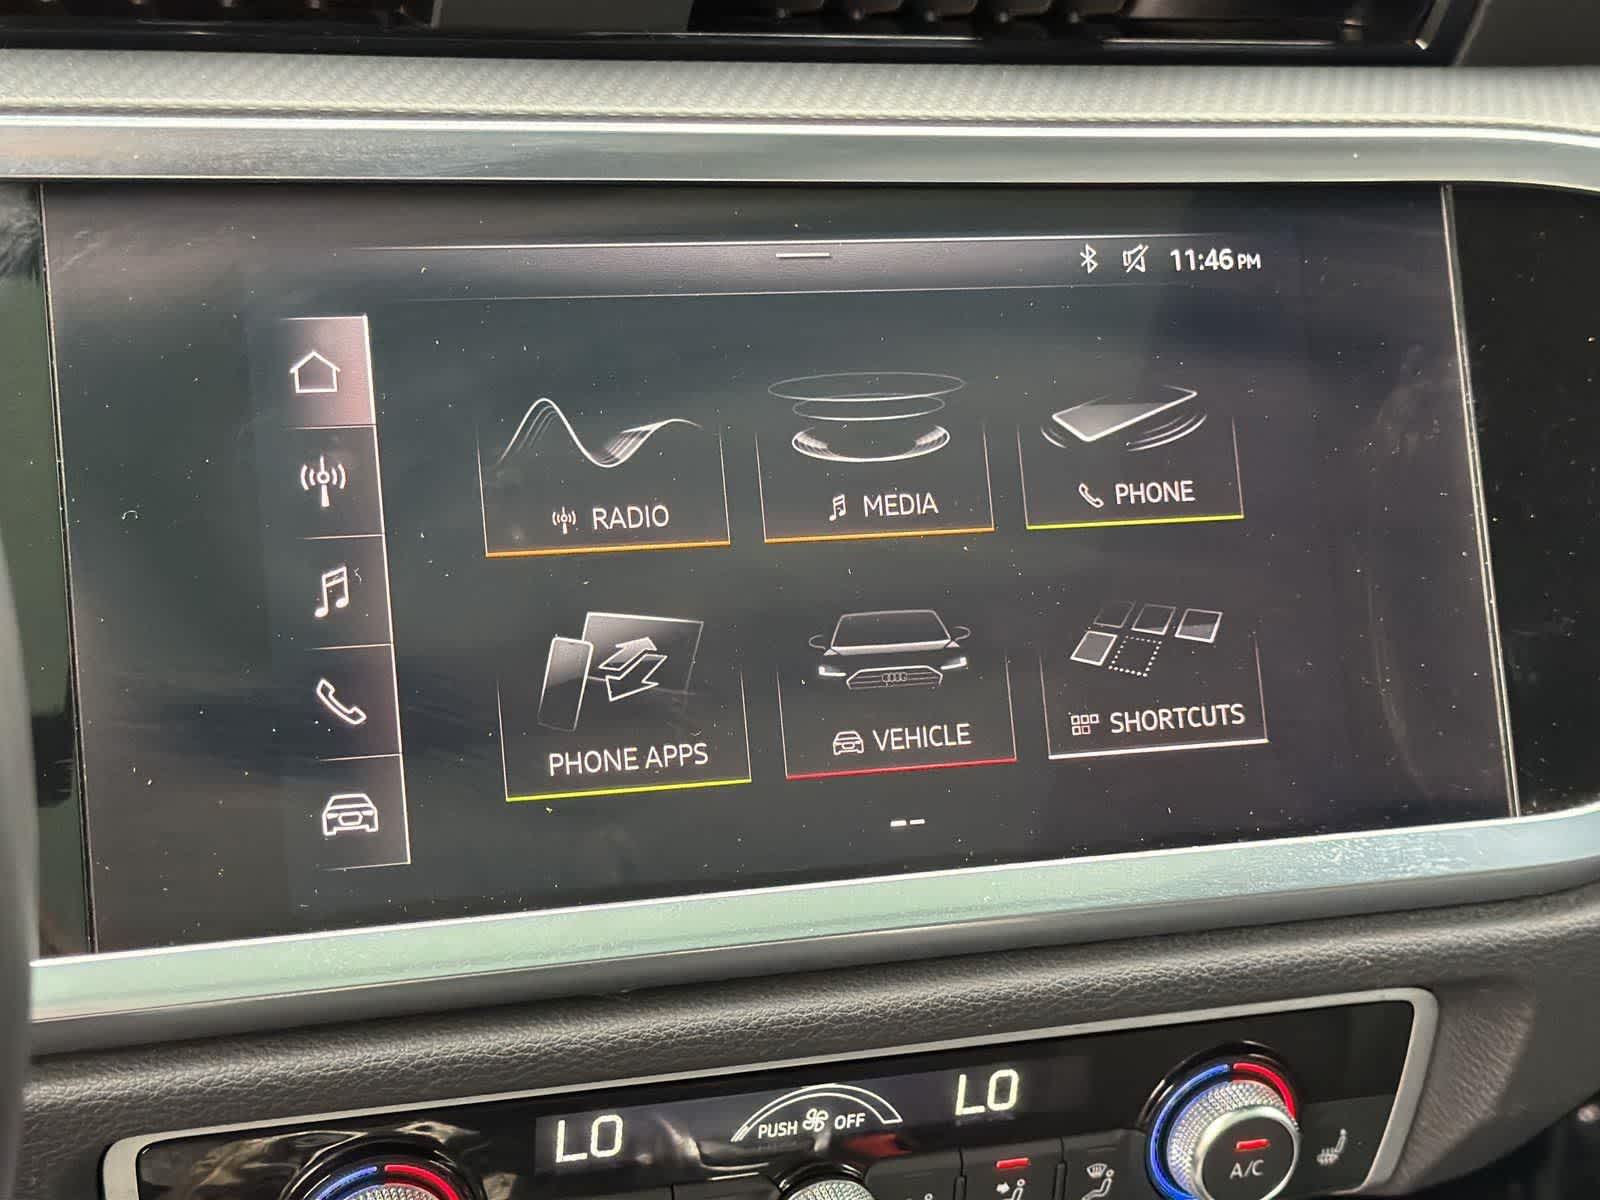 11:46 PM
RADIO
MEDIA
PHONE
PHONE APPS
VEHICLE
SHORTCUTS
LO
PUSH OFF
LO
A/C